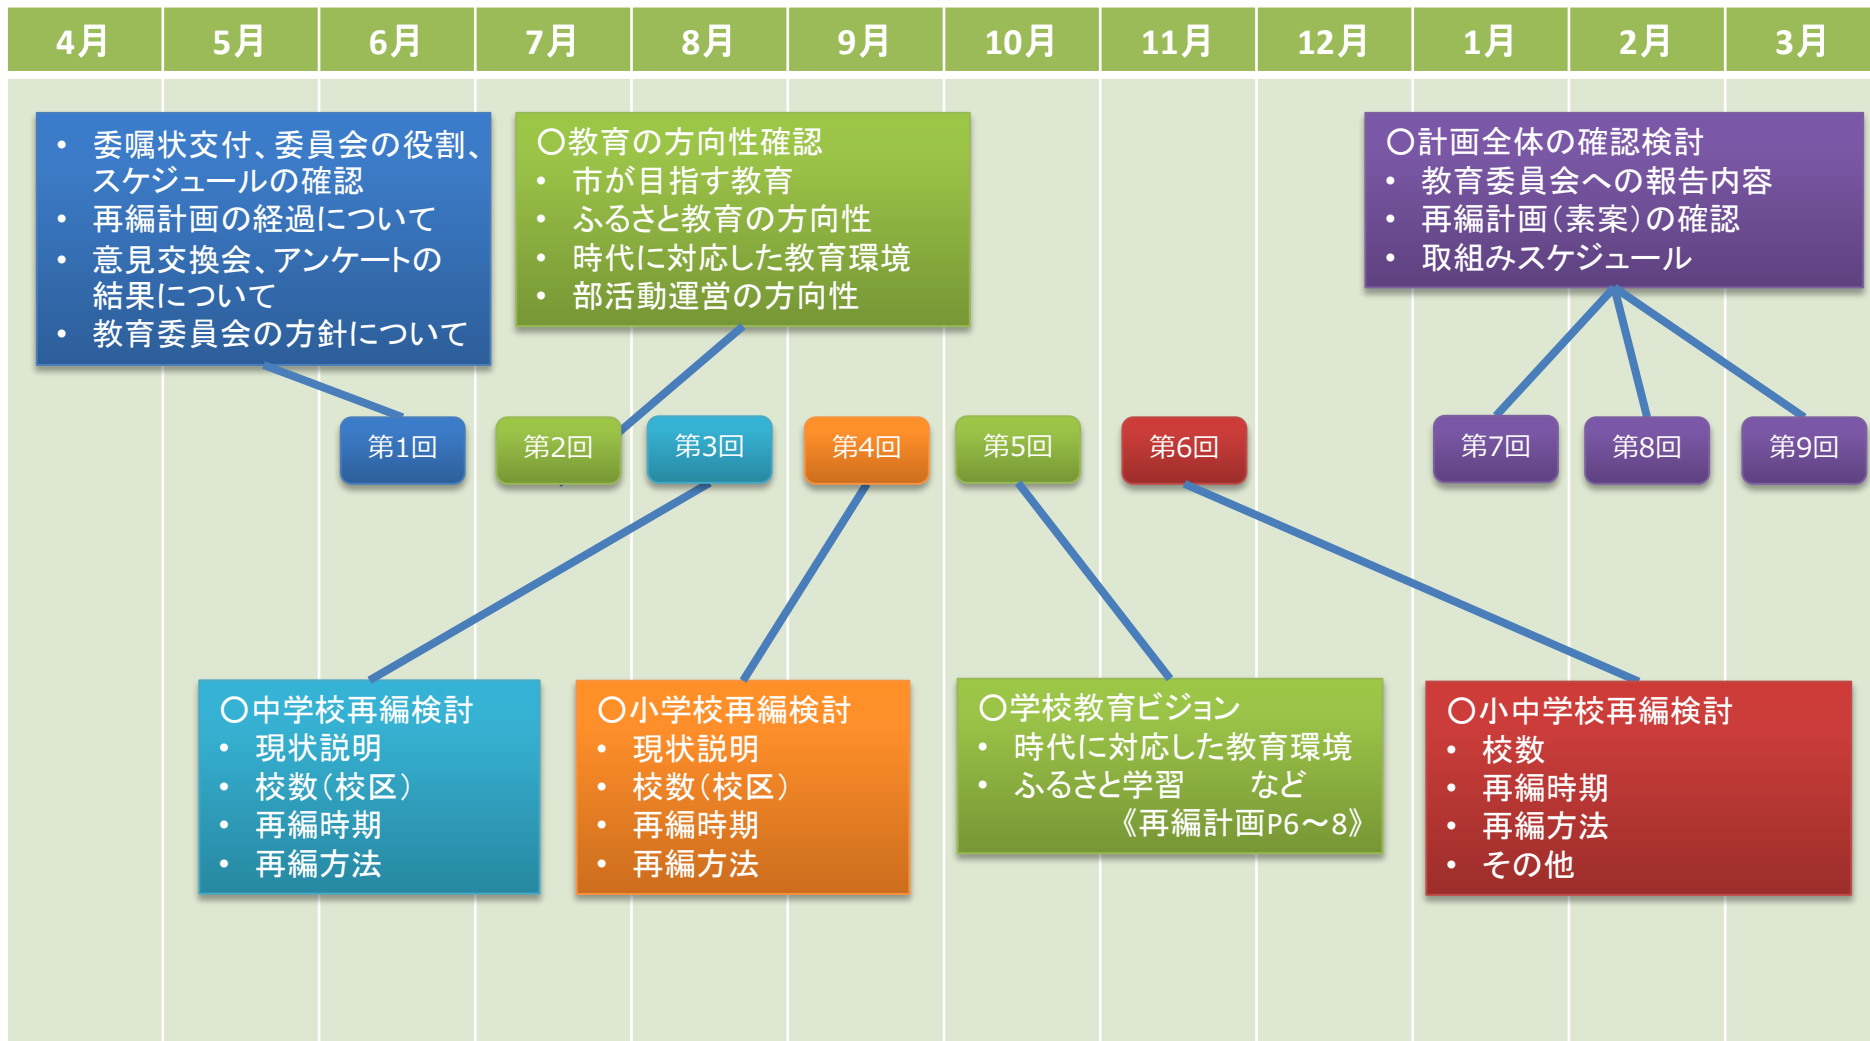 4月 5月 6月 7月 8月 9月 10月 11月 12月 1月 2月 3月
• 委嘱状交付、委員会の役割、
スケジュールの確認
• 再編計画の経過について
• 意見交換会、アンケートの
結果について
• 教育委員会の方針について
〇教育の方向性確認
• 市が目指す教育
• ふるさと教育の方向性
• 時代に対応した教育環境
• 部活動運営の方向性
〇計画全体の確認検討
• 教育委員会への報告内容
• 再編計画（素案）の確認
• 取組みスケジュール
第1回 第2回 第3回 第4回 第5回 第6回 第7回 第8回 第9回
〇中学校再編検討
• 現状説明
• 校数（校区）
• 再編時期
• 再編方法
〇小学校再編検討
• 現状説明
• 校数（校区）
• 再編時期
• 再編方法
〇学校教育ビジョン
• 時代に対応した教育環境
• ふるさと学習　　など
《再編計画P6～8》
〇小中学校再編検討
• 校数
• 再編時期
• 再編方法
• その他